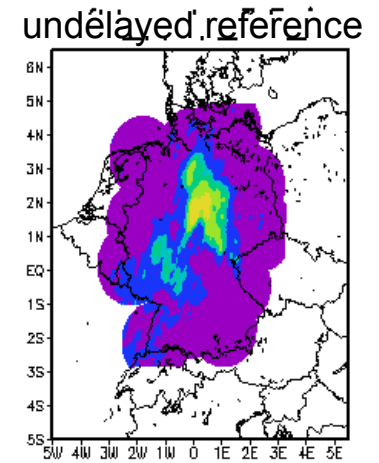 undelayed reference
6N
5N
4N
3N
2N
1N
EQ
1S
2S
3S
4S
5S
5W 4W 3W 2W 1W 0 1E 2E 3E 4E 5E